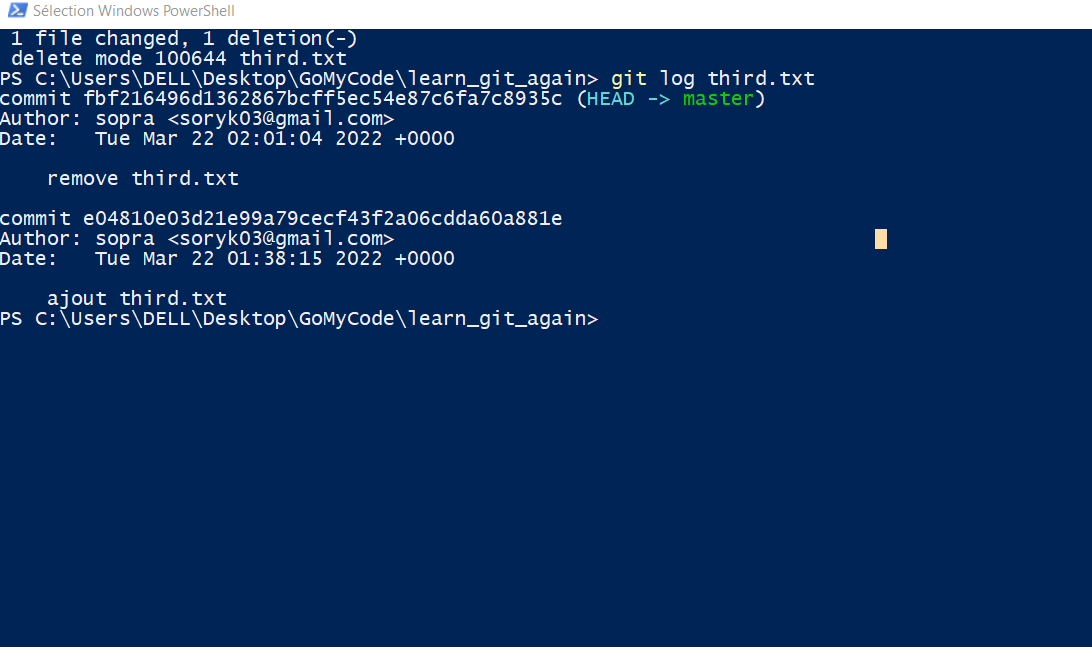 Sélection Windows PowerShell
 1 file changed, 1 deletion(-)
 delete mode 100644 third.txt
PS C:\Users\DELL\Desktop\GoMyCode\learn_git_again> git log third.txt
commit fbf216496d1362867bcff5ec54e87c6fa7c8935c (HEAD -> master)
Author: sopra <soryk03@gmail.com>
Date:   Tue Mar 22 02:01:04 2022 +0000

    remove third.txt

commit e04810e03d21e99a79cecf43f2a06cdda60a881e
Author: sopra <soryk03@gmail.com>
Date:   Tue Mar 22 01:38:15 2022 +0000

    ajout third.txt
PS C:\Users\DELL\Desktop\GoMyCode\learn_git_again>